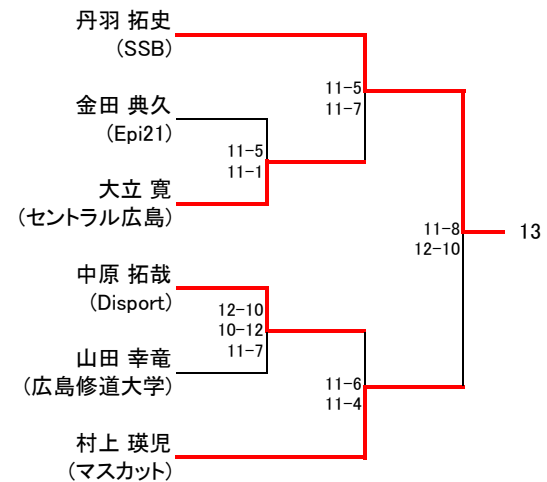 丹羽 拓史
(SSB)
11-5
11-7
金田 典久
(Epi21)
11-5
11-1
大立 寛
(セントラル広島)
11-8
12-10
13
中原 拓哉
(Disport)
12-10
10-12
11-7
山田 幸竜
(広島修道大学)
11-6
11-4
村上 瑛児
(マスカット)